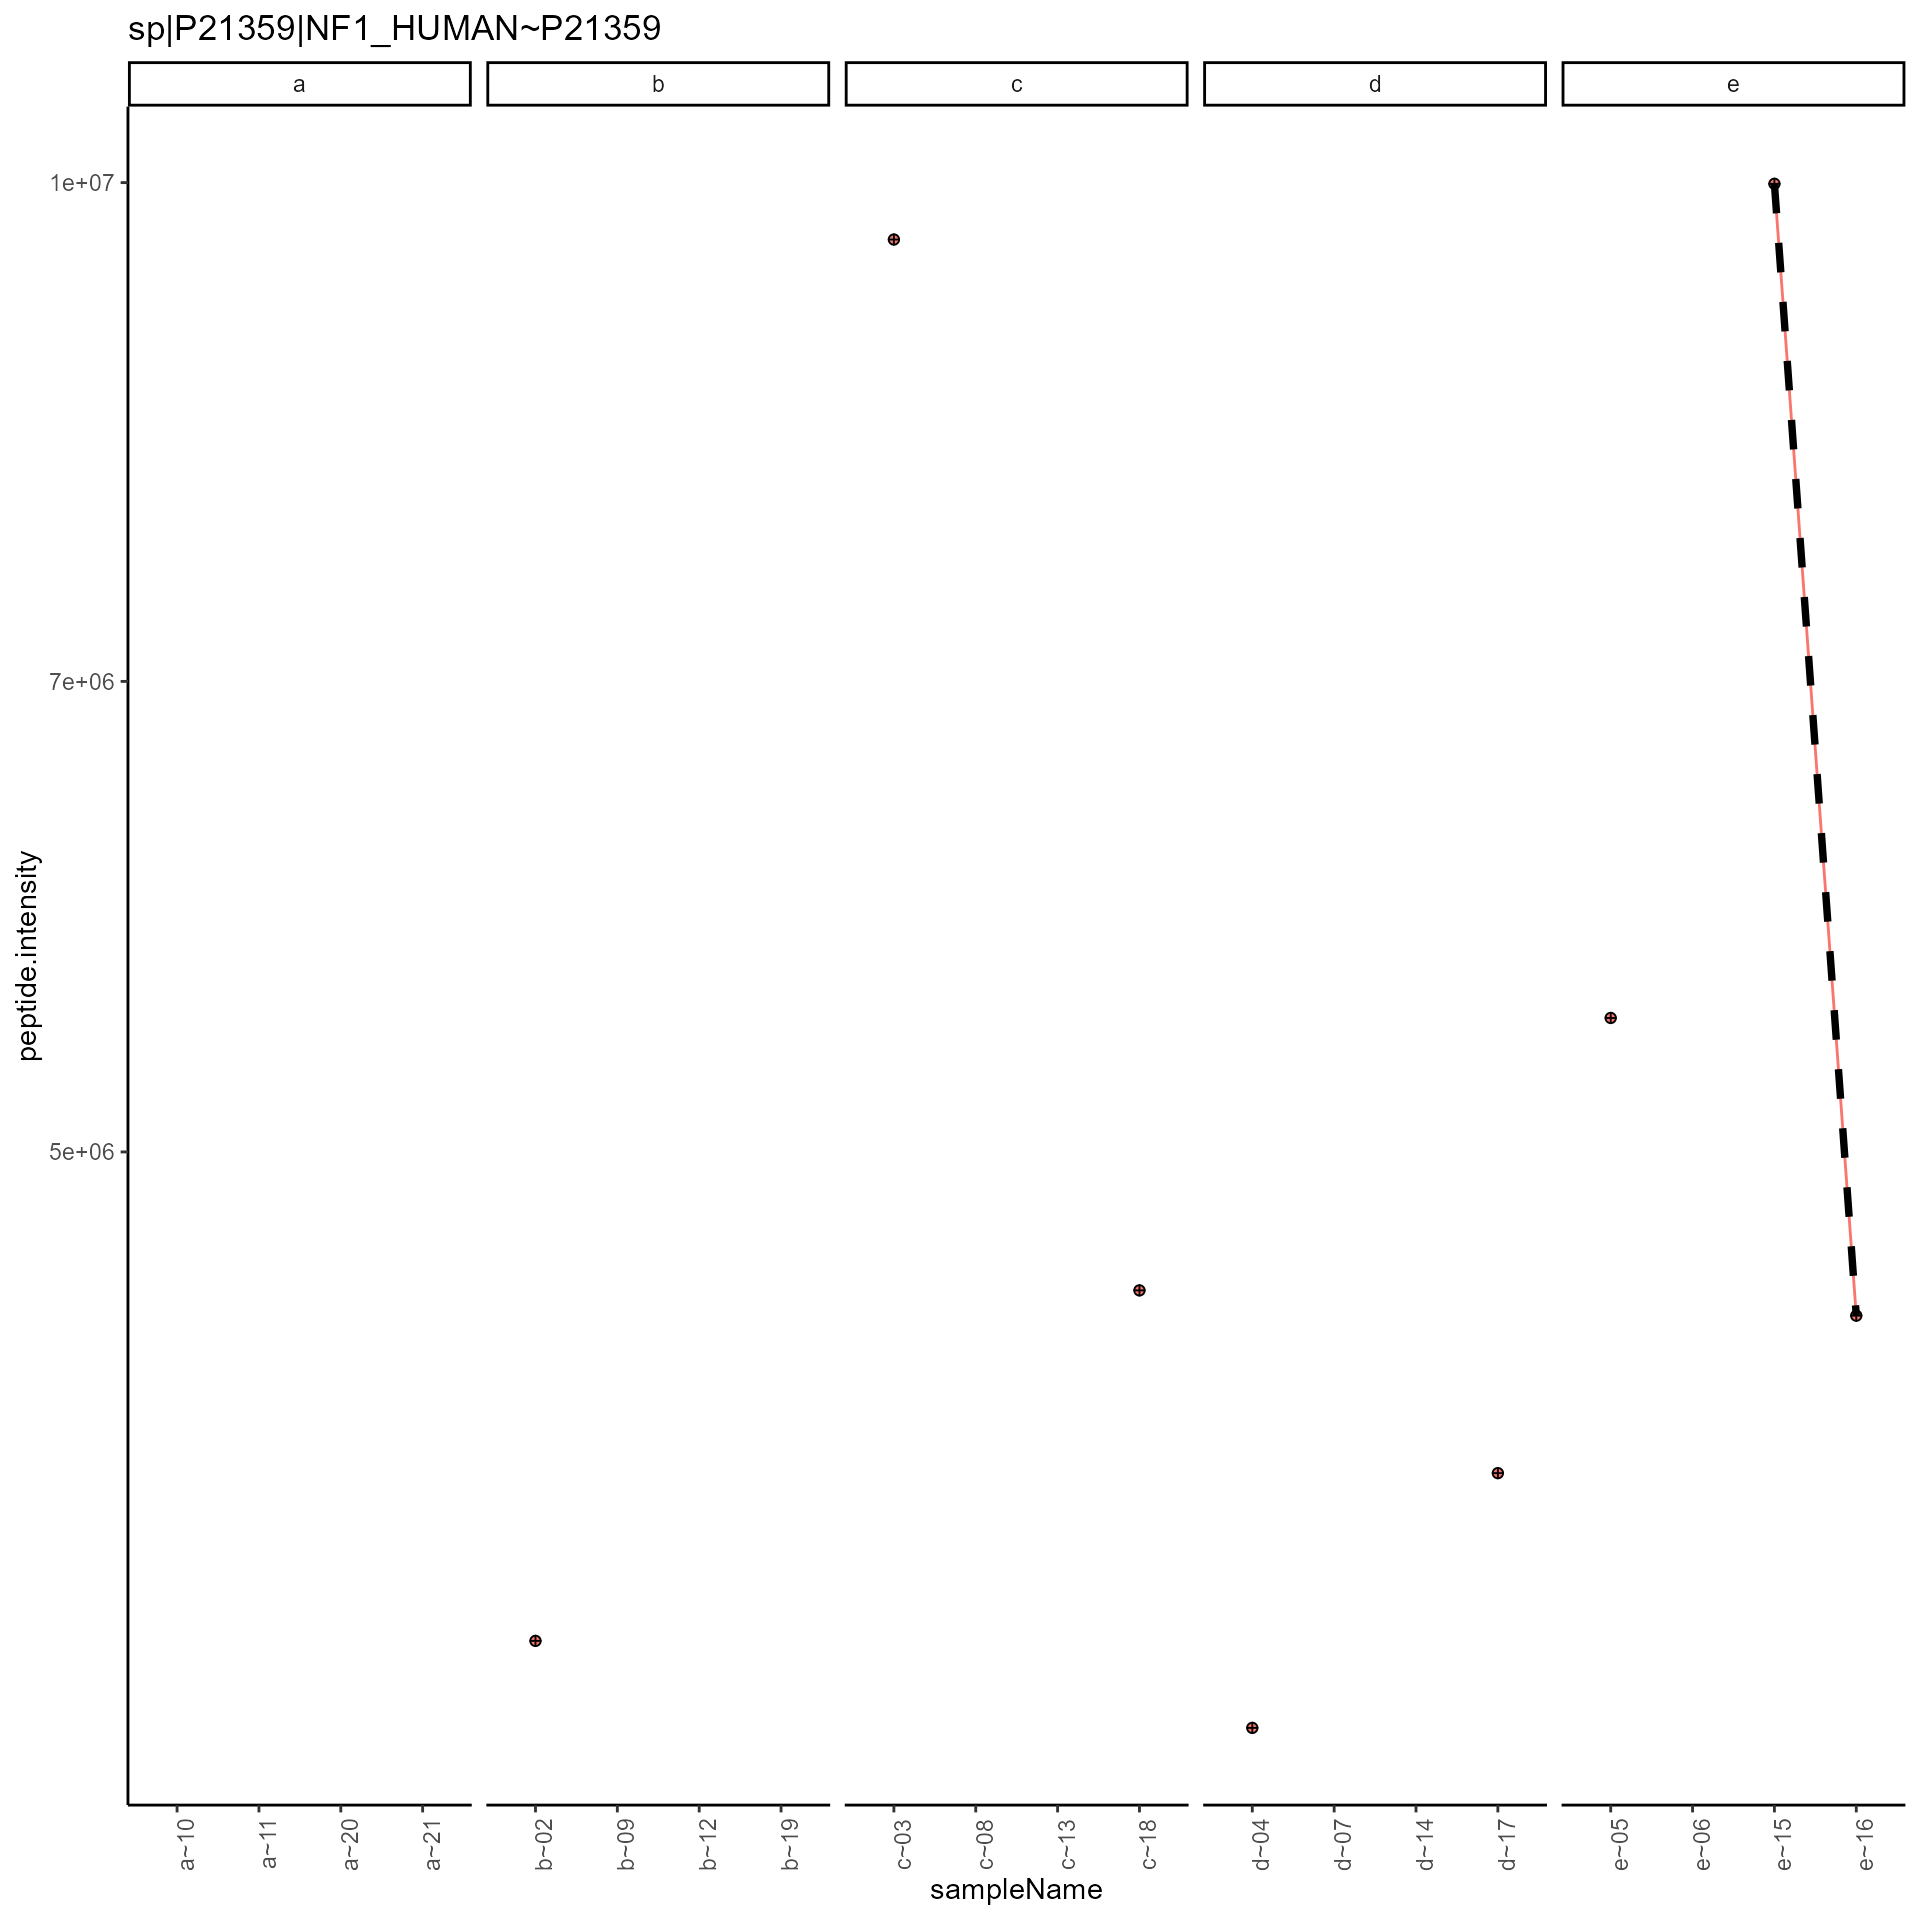 sp|P21359|NF1_HUMAN~P21359
a b c d e
1e+07
7e+06
5e+06
peptide.intensity
a~10 a~11 a~20 a~21 b~02 b~09 b~12 b~19 c~03 c~08 c~13 c~18 d~04 d~07 d~14 d~17 e~05 e~06 e~15 e~16
sampleName